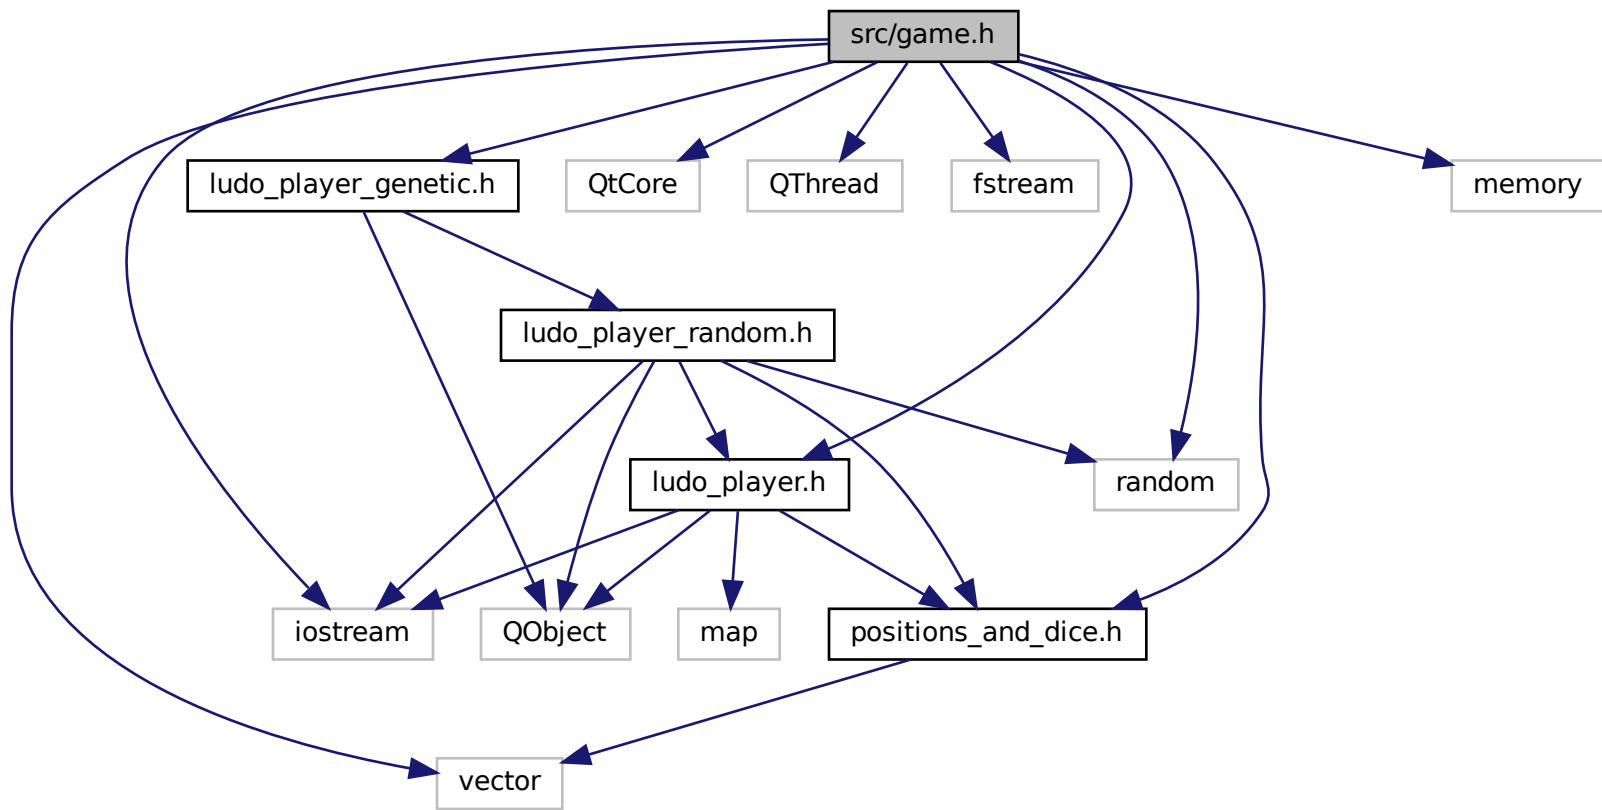 src/game.h
ludo_player_genetic.h
QtCore
QThread
fstream
memory
ludo_player_random.h
ludo_player.h
random
iostream
QObject
map
positions_and_dice.h
vector